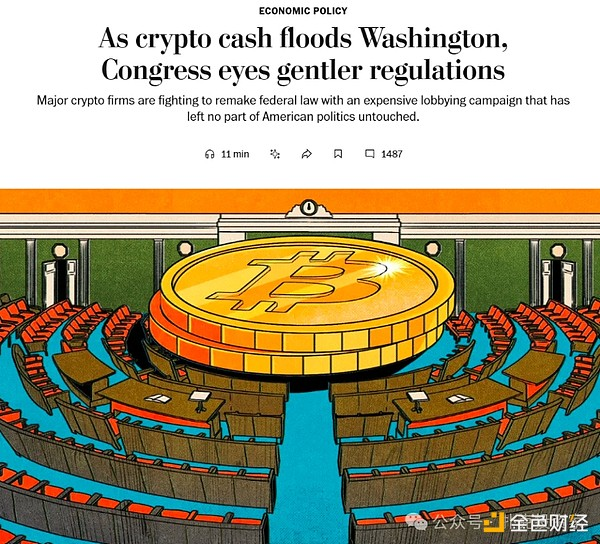 ECONOMIC POLICY
As crypto cash floods Washington,
Congress eyes gentler regulations
Major crypto firms are fighting to remake federal law with an expensive lobbying campaign that has
left no part of American politics untouched.
11 min 1487
公众号
金色财经